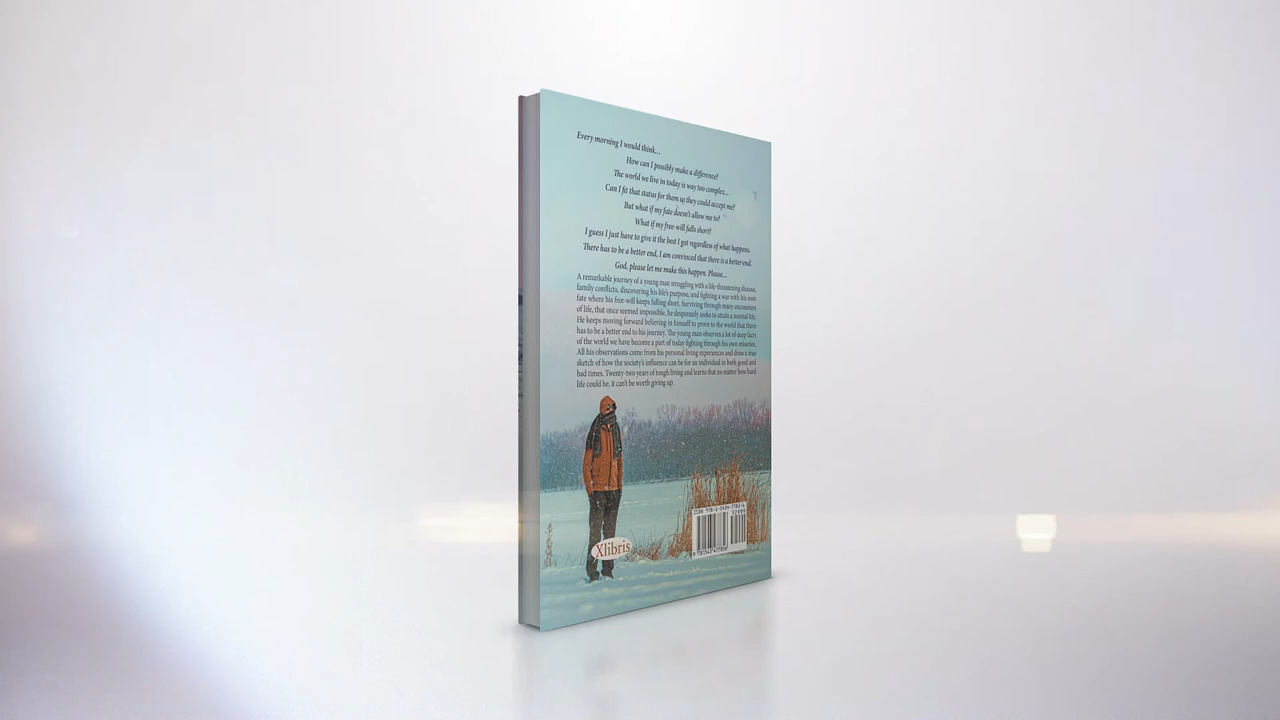 Every morning I would think...
How can I possibly make a difference?
The world we live in today is way too complex...
Can I fit that status for them so they could accept me?
But what if my fate doesn't allow me to?
What if my free-will falls short?
I guess I just have to give it the best I got regardless of what happens.
There has to be a better end, I am convinced that there is a better end.
God, please let me make this happen. Please...
A remarkable journey of a young man struggling with a life-threatening disease,
family conflicts, discovering his life's purpose, and fighting a war with his own
fate where his free-will keeps falling short. Surviving through many encounters
of life, that once seemed impossible, he desperately seeks to attain a normal life.
He keeps moving forward believing in himself to prove to the world that there
has to be a better end to his journey. The young man observes a lot of deep facts
of the world we have become a part of today fighting through his own miseries.
All his observations come from his personal living experiences and draw a true
sketch of how the society's influence can be for an individual in both good and
bad times. Twenty-two years of tough living and learns that no matter how hard
life could be, it can't be worth giving up.
Xlibris
ISBN